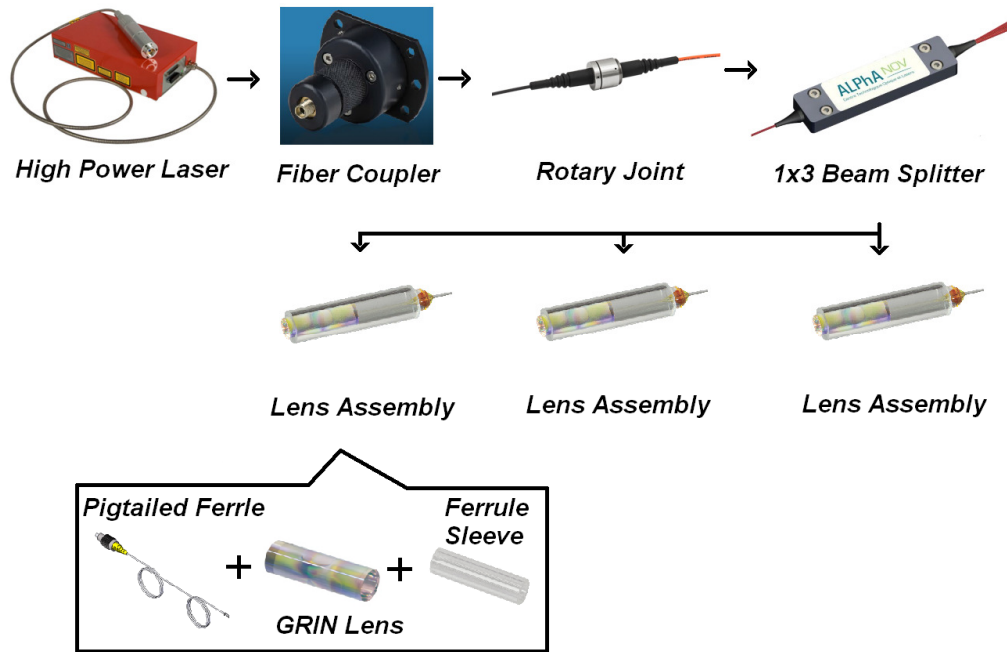 High Power Laser
Fiber Coupler
Rotary Joint
1x3 Beam Splitter
ALPhA NOV
Lens Assembly
Lens Assembly
Lens Assembly
Pigtailed Ferrle
Ferrule
Sleeve
+
+
GRIN Lens